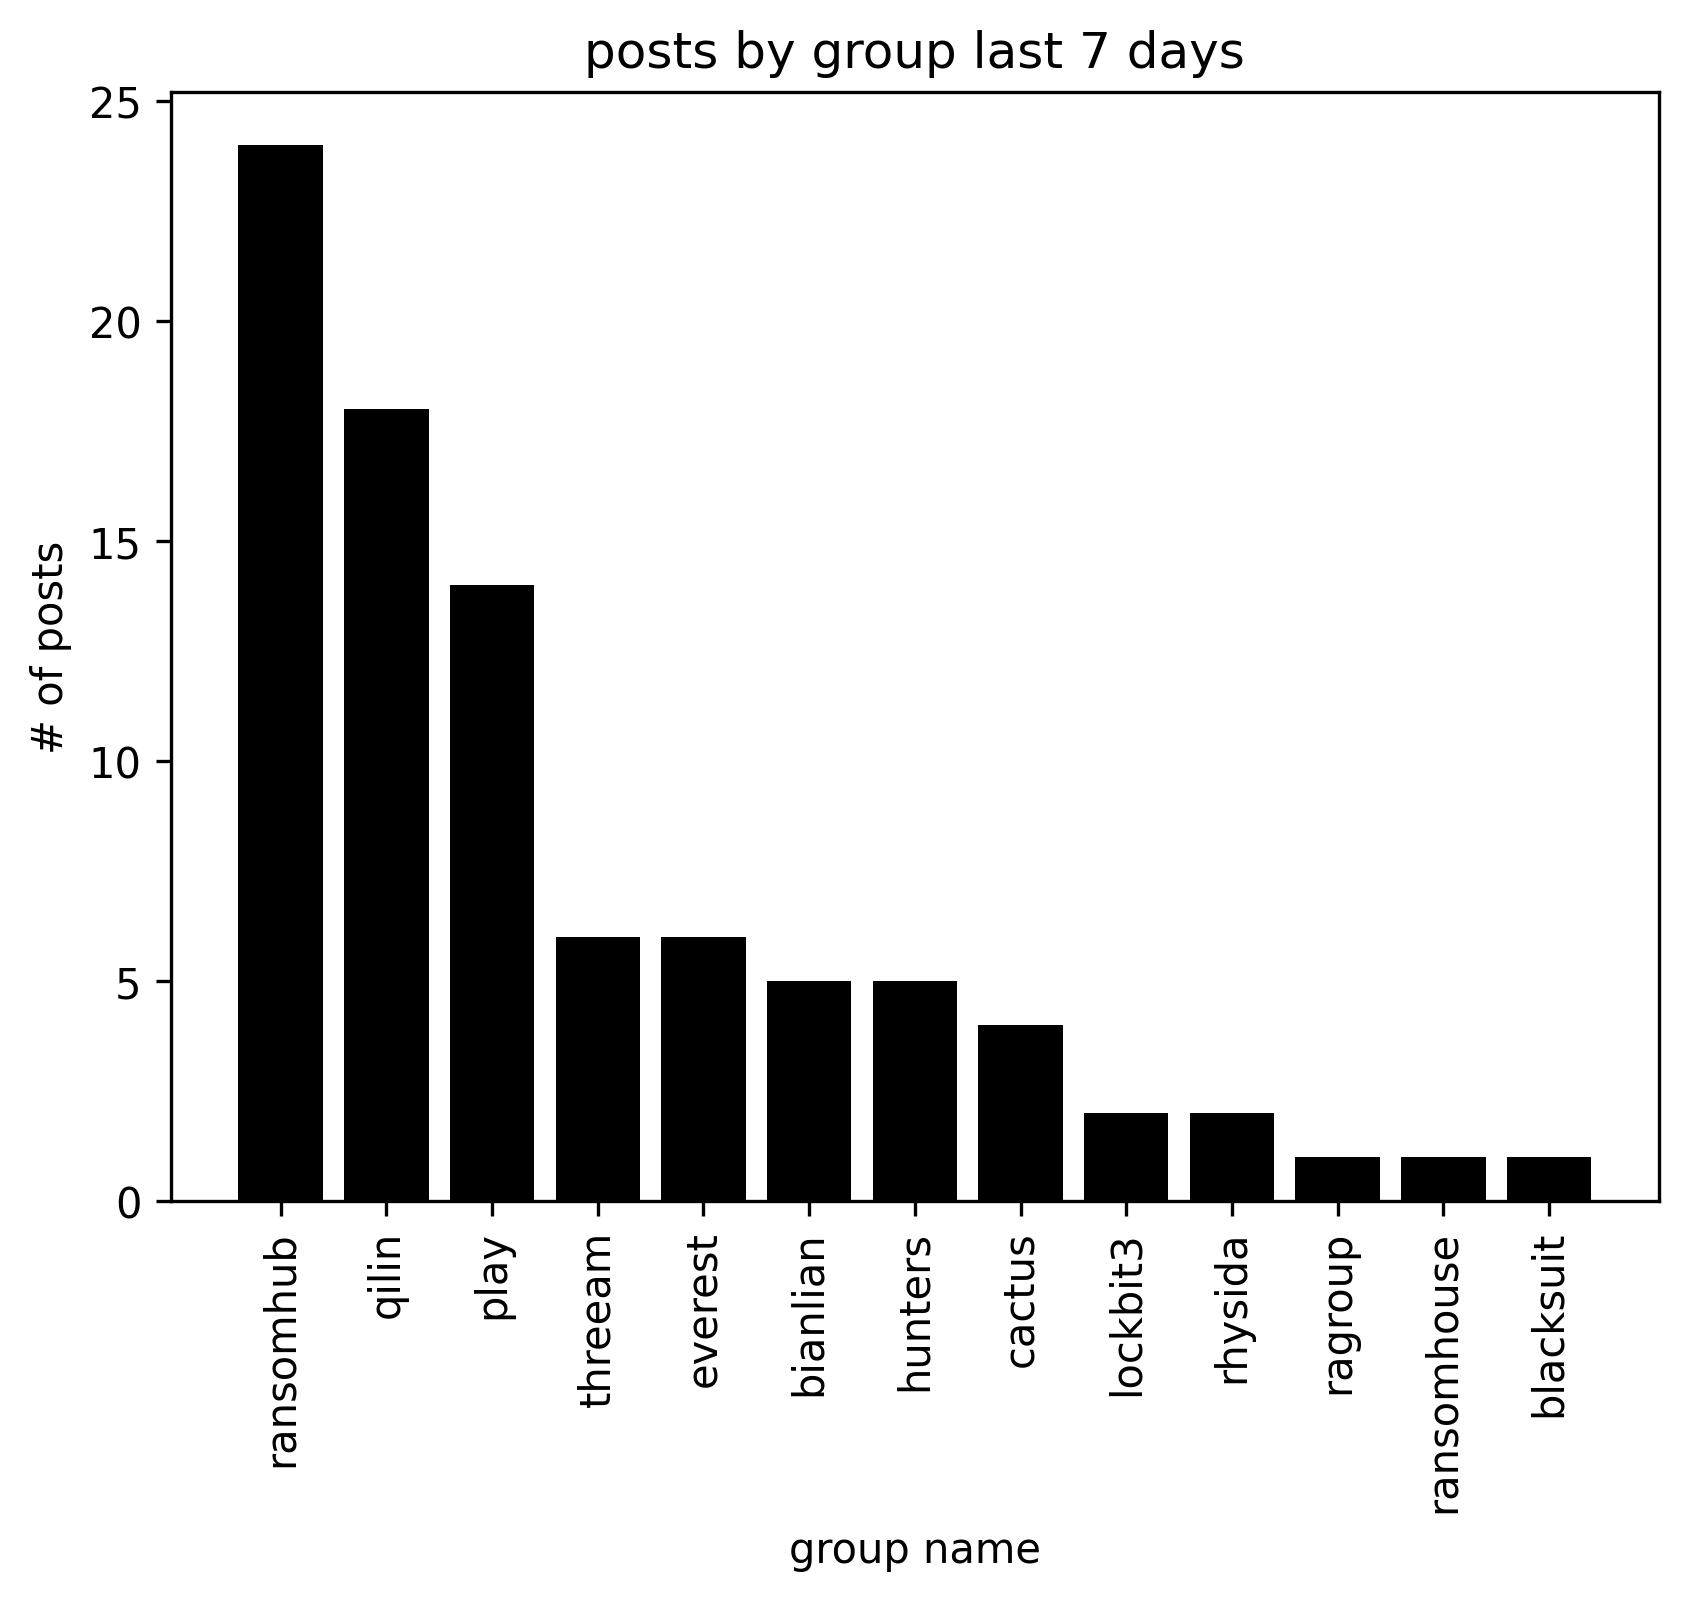 posts by group last 7 days
25
20
15
10
5
0
# of posts
ransomhub
qilin
play
threeam
everest
bianlian
hunters
cactus
lockbit3
rhysida
ragroup
ransomhouse
blacksuit
group name